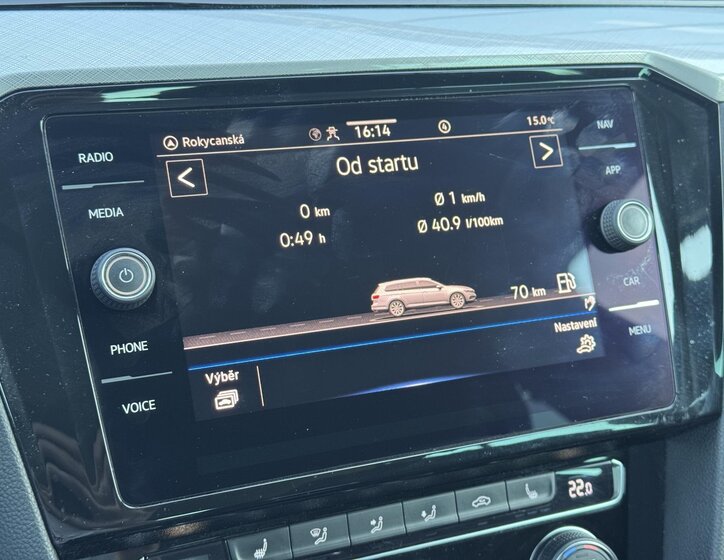 Rokycanská 16:14 4 15.0°C
Od startu
0 km Ø 1 km/h
0:49 h Ø 40.9 l/100km
70 km
Nastavení
Výběr
RADIO
MEDIA
PHONE
VOICE
NAV
APP
CAR
MENU
22.0